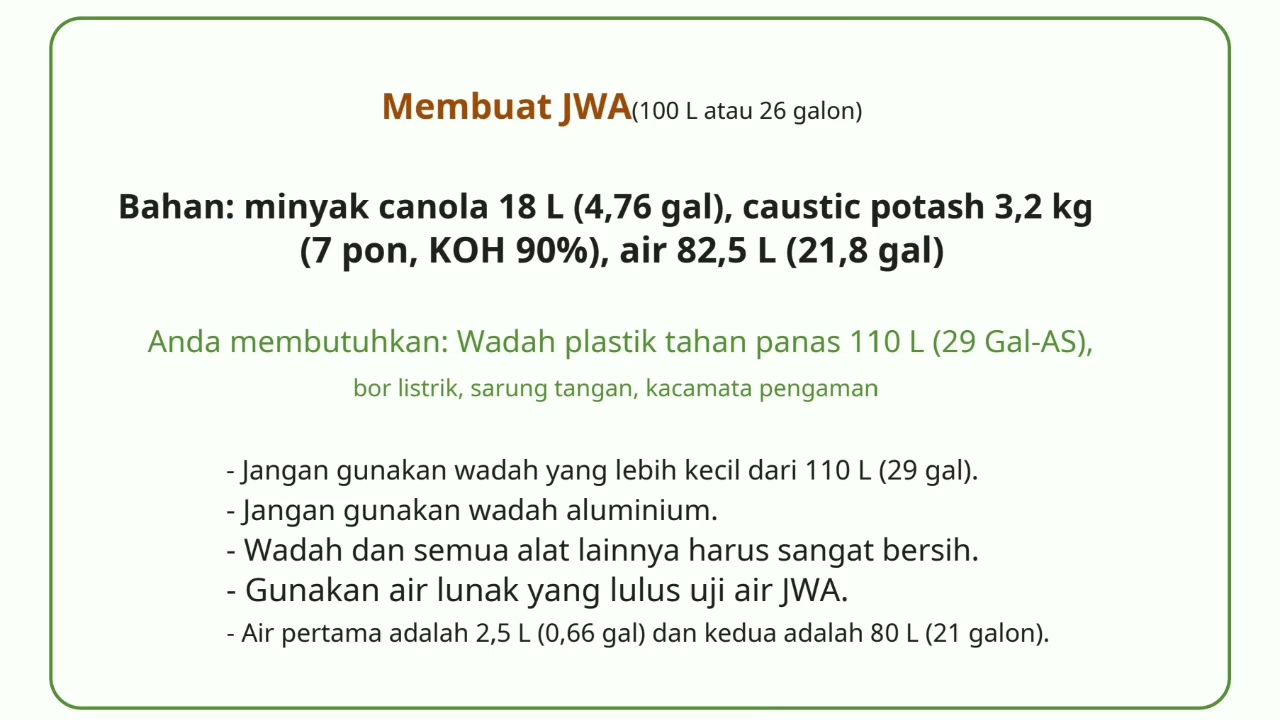 Membuat JWA(100 L atau 26 galon)
Bahan: minyak canola 18 L (4,76 gal), caustic potash 3,2 kg
(7 pon, KOH 90%), air 82,5 L (21,8 gal)
Anda membutuhkan: Wadah plastik tahan panas 110 L (29 Gal-AS),
bor listrik, sarung tangan, kacamata pengaman
- Jangan gunakan wadah yang lebih kecil dari 110 L (29 gal).
- Jangan gunakan wadah aluminium.
- Wadah dan semua alat lainnya harus sangat bersih.
- Gunakan air lunak yang lulus uji air JWA.
- Air pertama adalah 2,5 L (0,66 gal) dan kedua adalah 80 L (21 galon).